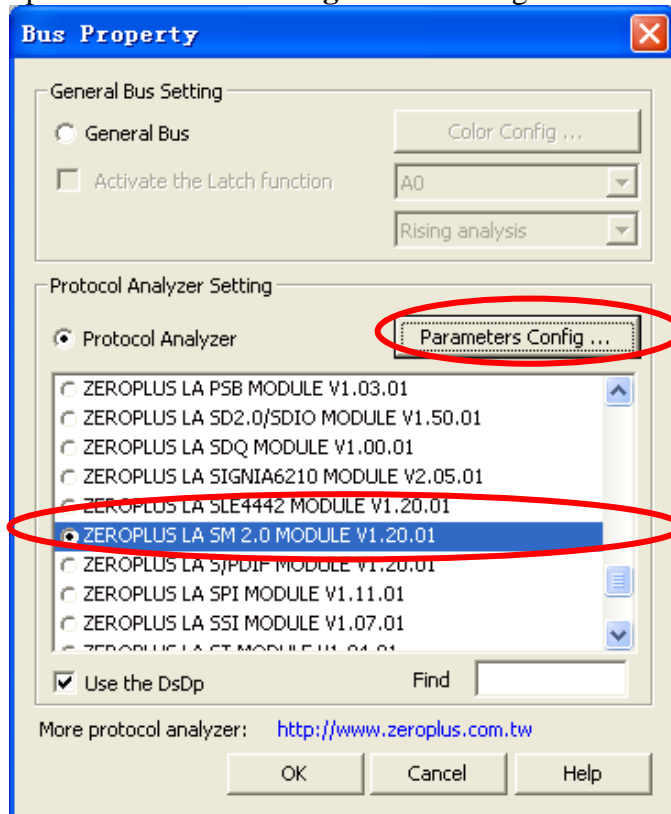 Bus Property
General Bus Setting
General Bus
Color Config ...
Activate the Latch function
A0
Rising analysis
Protocol Analyzer Setting
Protocol Analyzer
Parameters Config ...
ZEROPLUS LA PSB MODULE V1.03.01
ZEROPLUS LA SD2.0/SDIO MODULE V1.50.01
ZEROPLUS LA SDQ MODULE V1.00.01
ZEROPLUS LA SIGNIA6210 MODULE V2.05.01
ZEROPLUS LA SLE4442 MODULE V1.20.01
ZEROPLUS LA SM 2.0 MODULE V1.20.01
ZEROPLUS LA S/PDIF MODULE V1.20.01
ZEROPLUS LA SPI MODULE V1.11.01
ZEROPLUS LA SSI MODULE V1.07.01
Use the DsDp
Find
More protocol analyzer: http://www.zeroplus.com.tw
OK
Cancel
Help